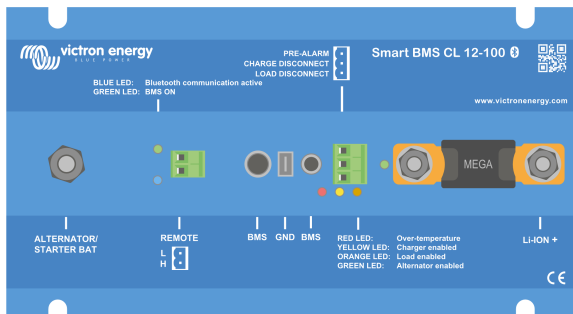 victron energy
BLUE POWER
PRE-ALARM
CHARGE DISCONNECT
LOAD DISCONNECT
Smart BMS CL 12-100
BLUE LED: Bluetooth communication active
GREEN LED: BMS ON
www.victronenergy.com
MEGA
ALTERNATOR/
STARTER BAT
REMOTE
L
H
BMS GND BMS
RED LED: Over-temperature
YELLOW LED: Charger enabled
ORANGE LED: Load enabled
GREEN LED: Alternator enabled
Li-ION +
CE